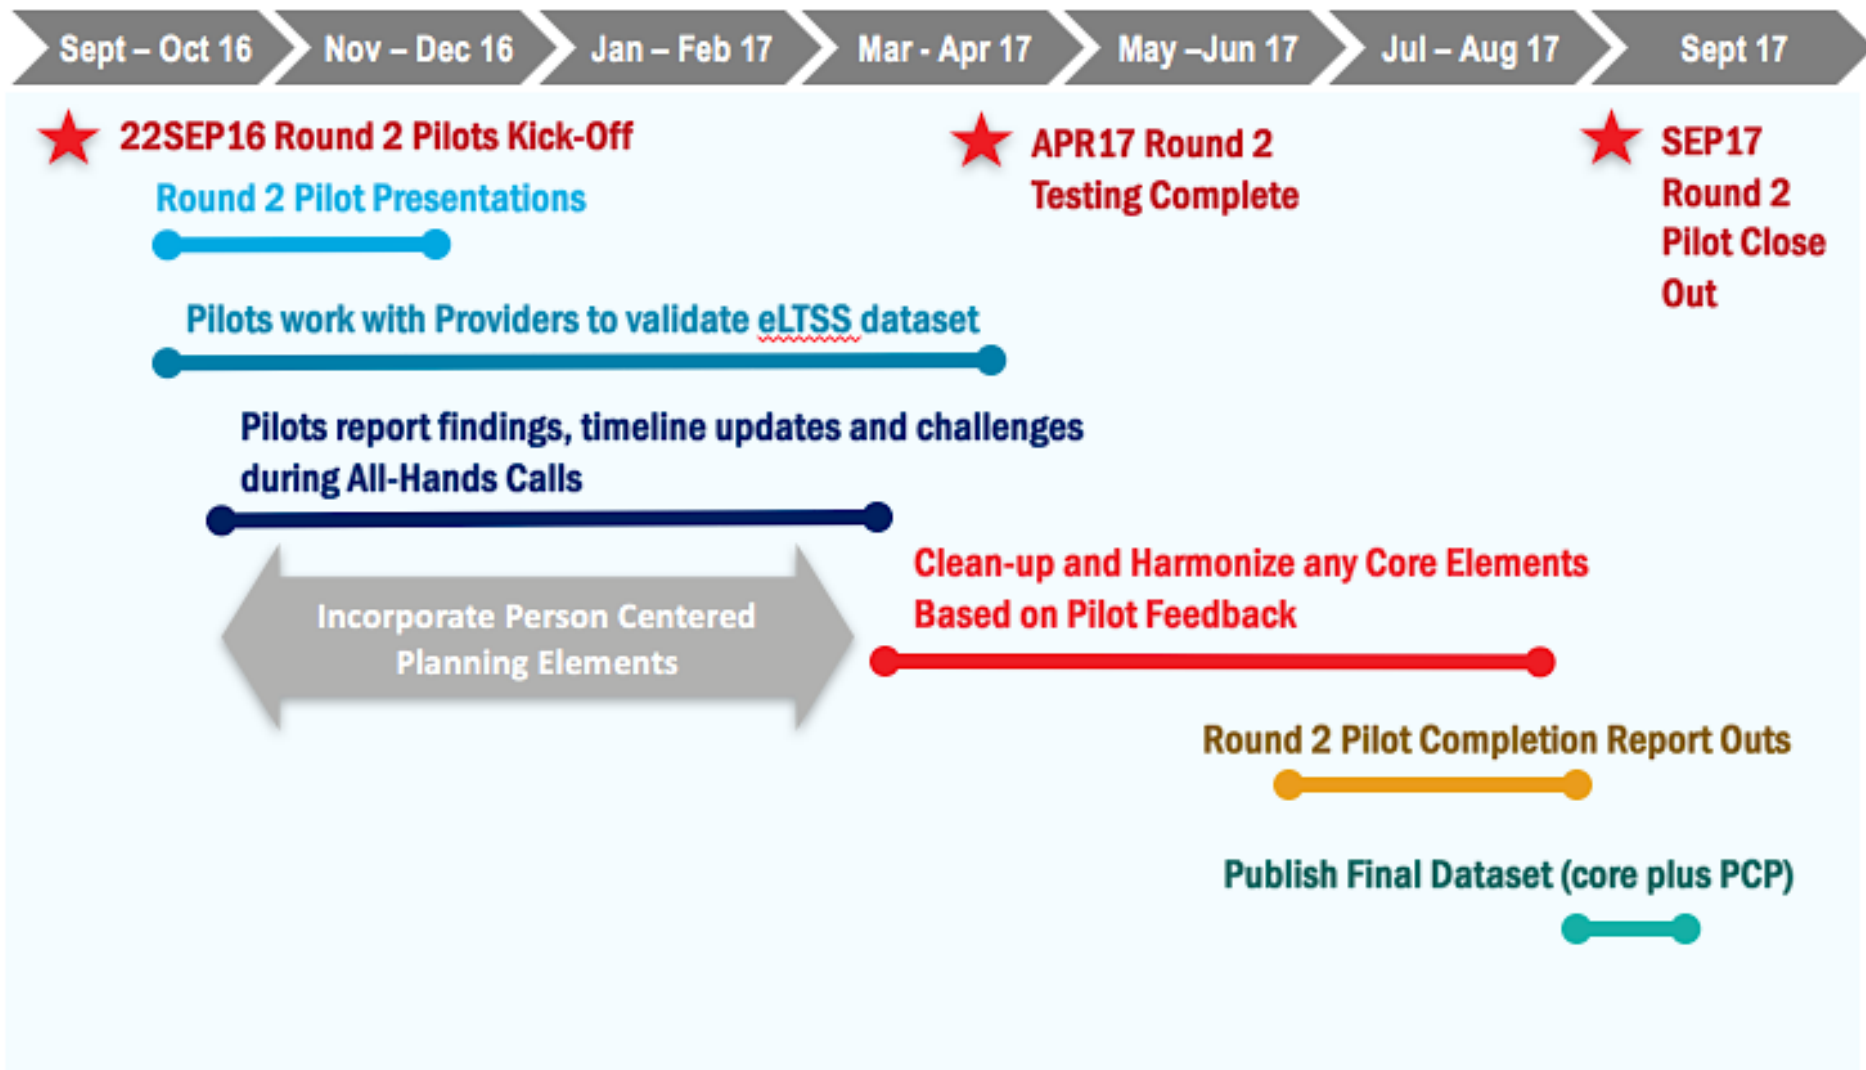 Sept – Oct 16
Nov – Dec 16
Jan – Feb 17
Mar - Apr 17
May –Jun 17
Jul – Aug 17
Sept 17
22SEP16 Round 2 Pilots Kick-Off
APR17 Round 2
Testing Complete
SEP17
Round 2
Pilot Close
Out
Round 2 Pilot Presentations
Pilots work with Providers to validate eLTSS dataset
Pilots report findings, timeline updates and challenges
during All-Hands Calls
Incorporate Person Centered
Planning Elements
Clean-up and Harmonize any Core Elements
Based on Pilot Feedback
Round 2 Pilot Completion Report Outs
Publish Final Dataset (core plus PCP)